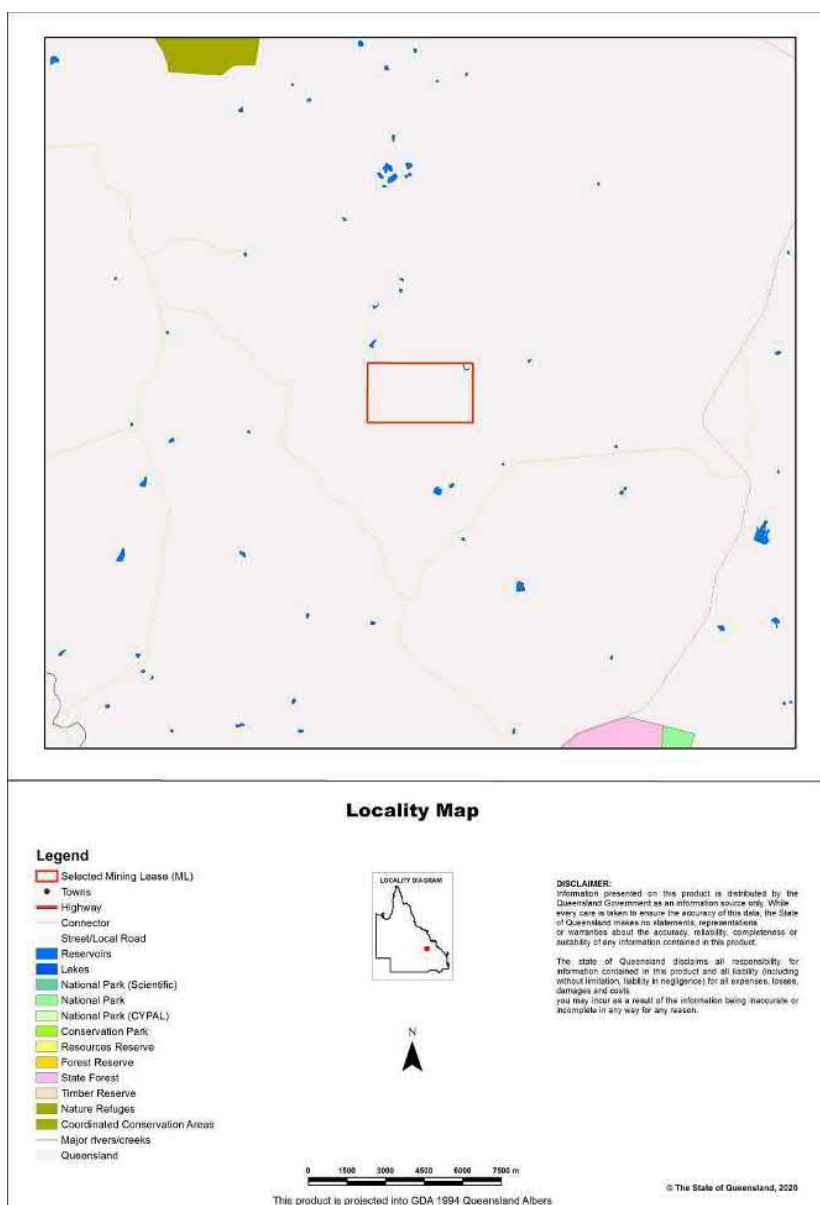 Locality Map
Legend
Selected Mining Lease (ML)
Towns
Highway
Connector
Street/Local Road
Reservoirs
Lakes
National Park (Scientific)
National Park
National Park (CYPAL)
Conservation Park
Resources Reserve
Forest Reserve
State Forest
Timber Reserve
Nature Refuges
Coordinated Conservation Areas
Major rivers/creeks
Queensland
LOCALITY DIAGRAM
N
0 1500 3000 4500 6000 7500 m
This product is projected into GDA 1994 Queensland Albers
DISCLAIMER:
Information presented on this product is distributed by the
Queensland Government as an information source only. While
every care is taken to ensure the accuracy of this data, the State
of Queensland makes no statements, representations
or warranties about the accuracy, reliability, completeness or
suitability of any information contained in this product.
The state of Queensland disclaims all responsibility for
information contained in this product and all liability (including
without limitation, liability in negligence) for all expenses, losses,
damages and costs
you may incur as a result of the information being inaccurate or
incomplete in any way for any reason.
© The State of Queensland, 2020